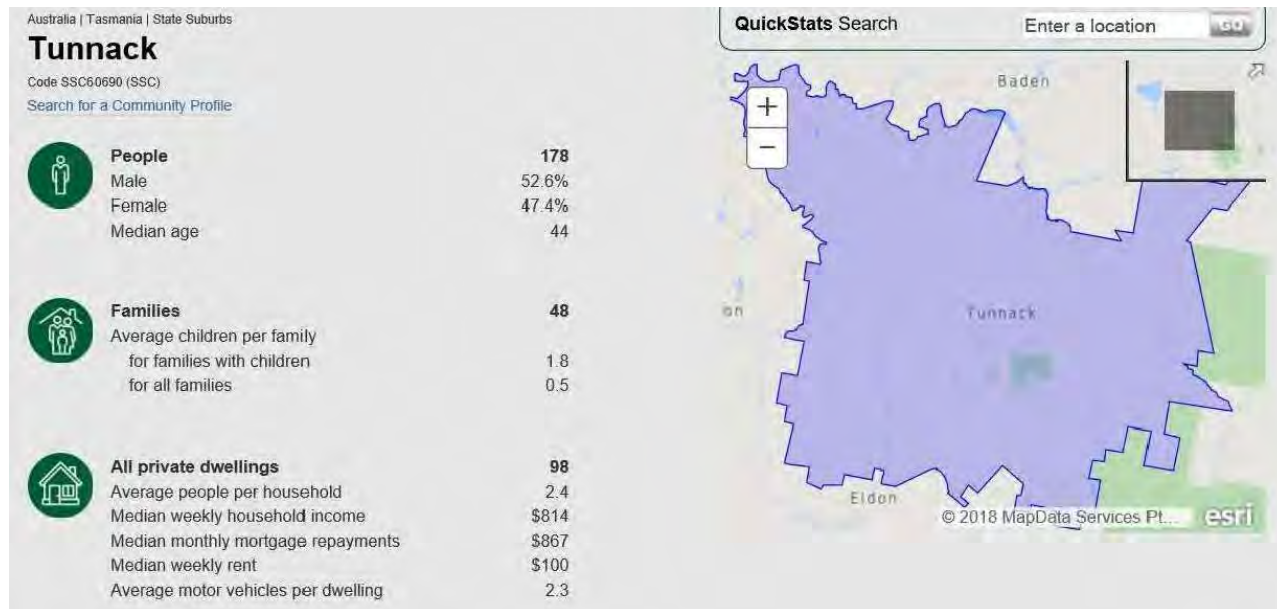 Australia | Tasmania | State Suburbs
Tunnack
Code SSC60690 (SSC)
Search for a Community Profile
People 178
Male 52.6%
Female 47.4%
Median age 44
Families 48
Average children per family
for families with children 1.8
for all families 0.5
All private dwellings 98
Average people per household 2.4
Median weekly household income $814
Median monthly mortgage repayments $867
Median weekly rent $100
Average motor vehicles per dwelling 2.3
QuickStats Search Enter a location GO
Baden
+
−
on
Tunnack
Eldon
© 2018 MapData Services Pt... esri